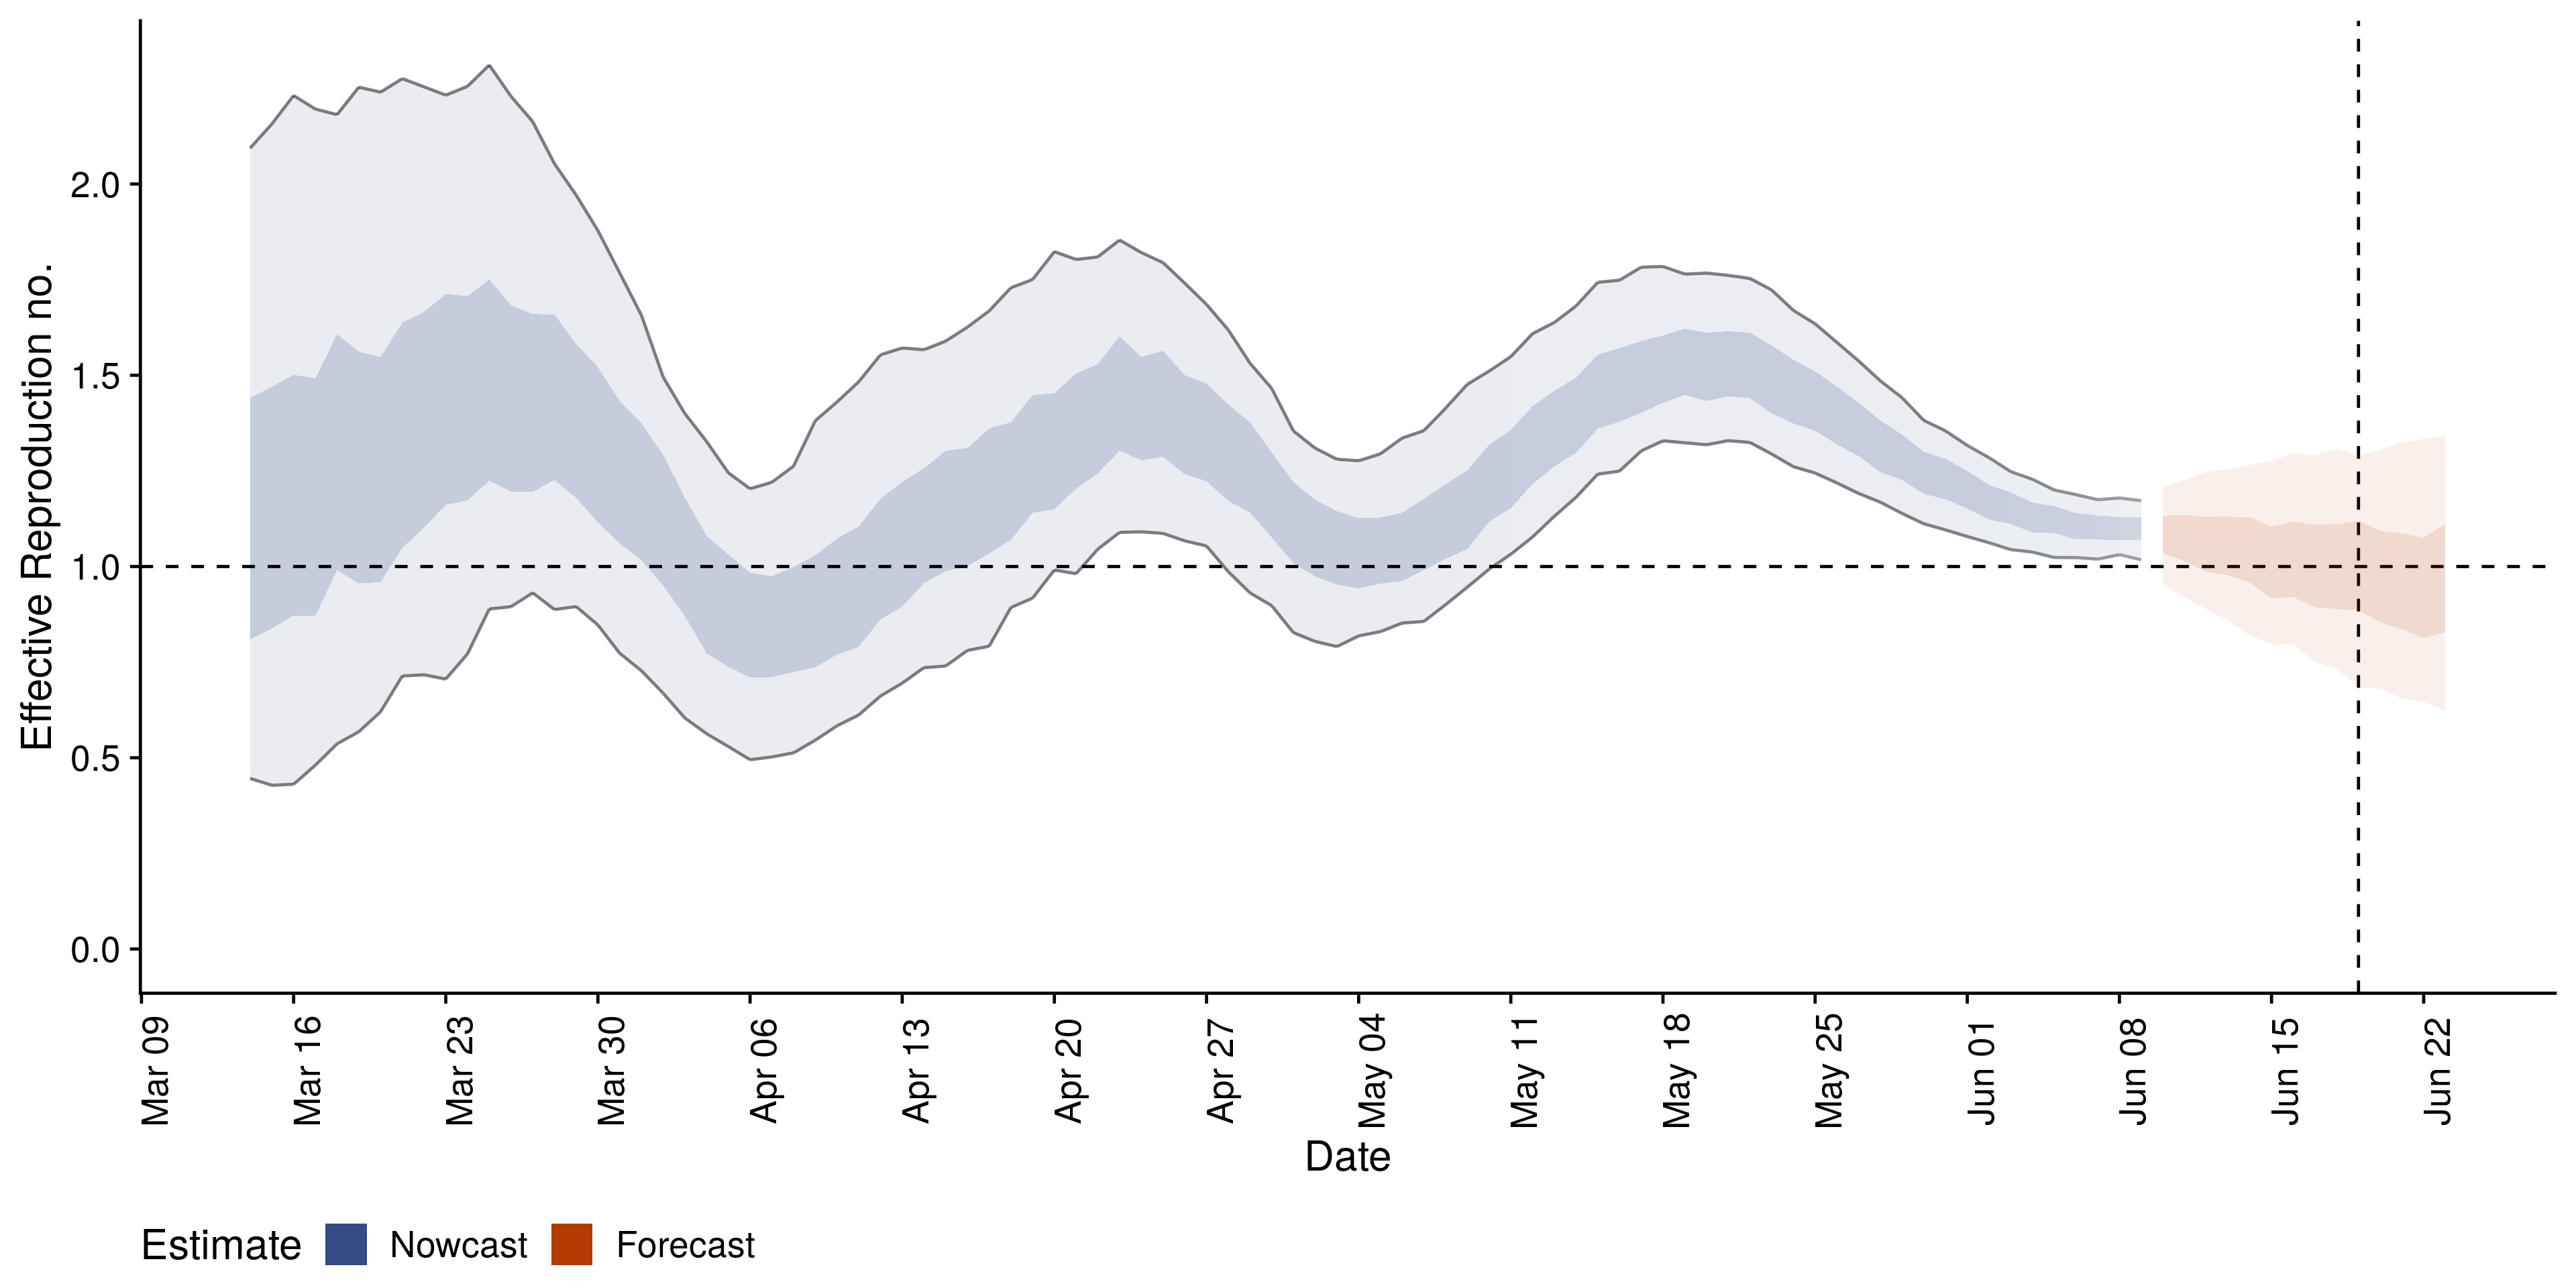 Effective Reproduction no.
2.0
1.5
1.0
0.5
0.0
Mar 09
Mar 16
Mar 23
Mar 30
Apr 06
Apr 13
Apr 20
Apr 27
May 04
May 11
May 18
May 25
Jun 01
Jun 08
Jun 15
Jun 22
Date
Estimate Nowcast Forecast